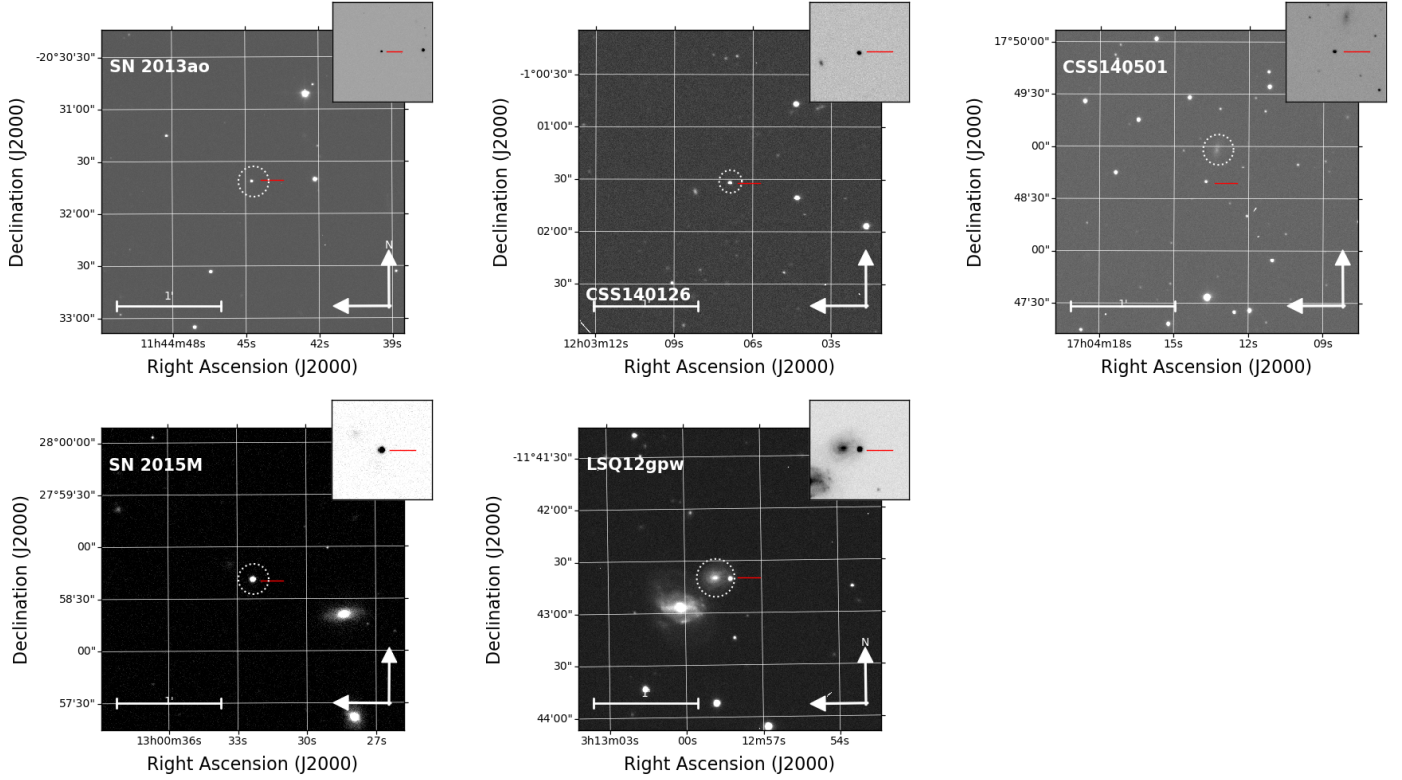 SN 2013ao
-20°30'30"
31'00"
30"
32'00"
30"
33'00"
N
1'
11h44m48s 45s 42s 39s
Right Ascension (J2000)
Declination (J2000)
CSS140126
-1°00'30"
01'00"
30"
02'00"
30"
12h03m12s 09s 06s 03s
Right Ascension (J2000)
Declination (J2000)
CSS140501
17°50'00"
49'30"
00"
48'30"
00"
47'30"
1'
17h04m18s 15s 12s 09s
Right Ascension (J2000)
Declination (J2000)
SN 2015M
28°00'00"
27°59'30"
00"
58'30"
00"
57'30"
1'
13h00m36s 33s 30s 27s
Right Ascension (J2000)
Declination (J2000)
LSQ12gpw
-11°41'30"
42'00"
30"
43'00"
30"
44'00"
N
3h13m03s 00s 12m57s 54s
Right Ascension (J2000)
Declination (J2000)